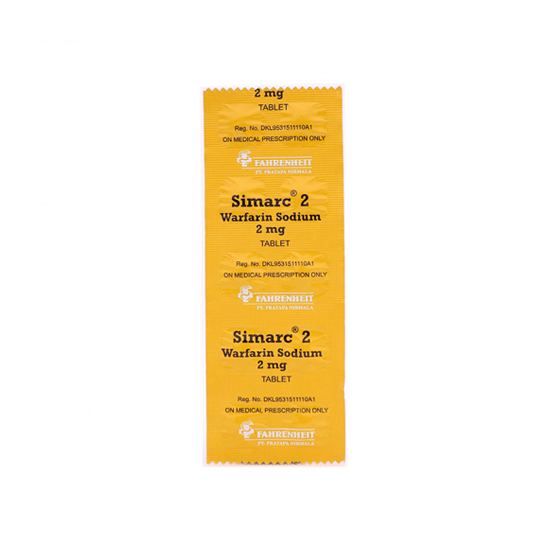 2 mg
TABLET
Reg. No. DKL9531511110A1
ON MEDICAL PRESCRIPTION ONLY
FAHRENHEIT
PT. PRATAPA NIRMALA
Simarc® 2
Warfarin Sodium
2 mg
TABLET
Reg. No. DKL9531511110A1
ON MEDICAL PRESCRIPTION ONLY
FAHRENHEIT
PT. PRATAPA NIRMALA
Simarc® 2
Warfarin Sodium
2 mg
TABLET
Reg. No. DKL9531511110A1
ON MEDICAL PRESCRIPTION ONLY
FAHRENHEIT
PT. PRATAPA NIRMALA